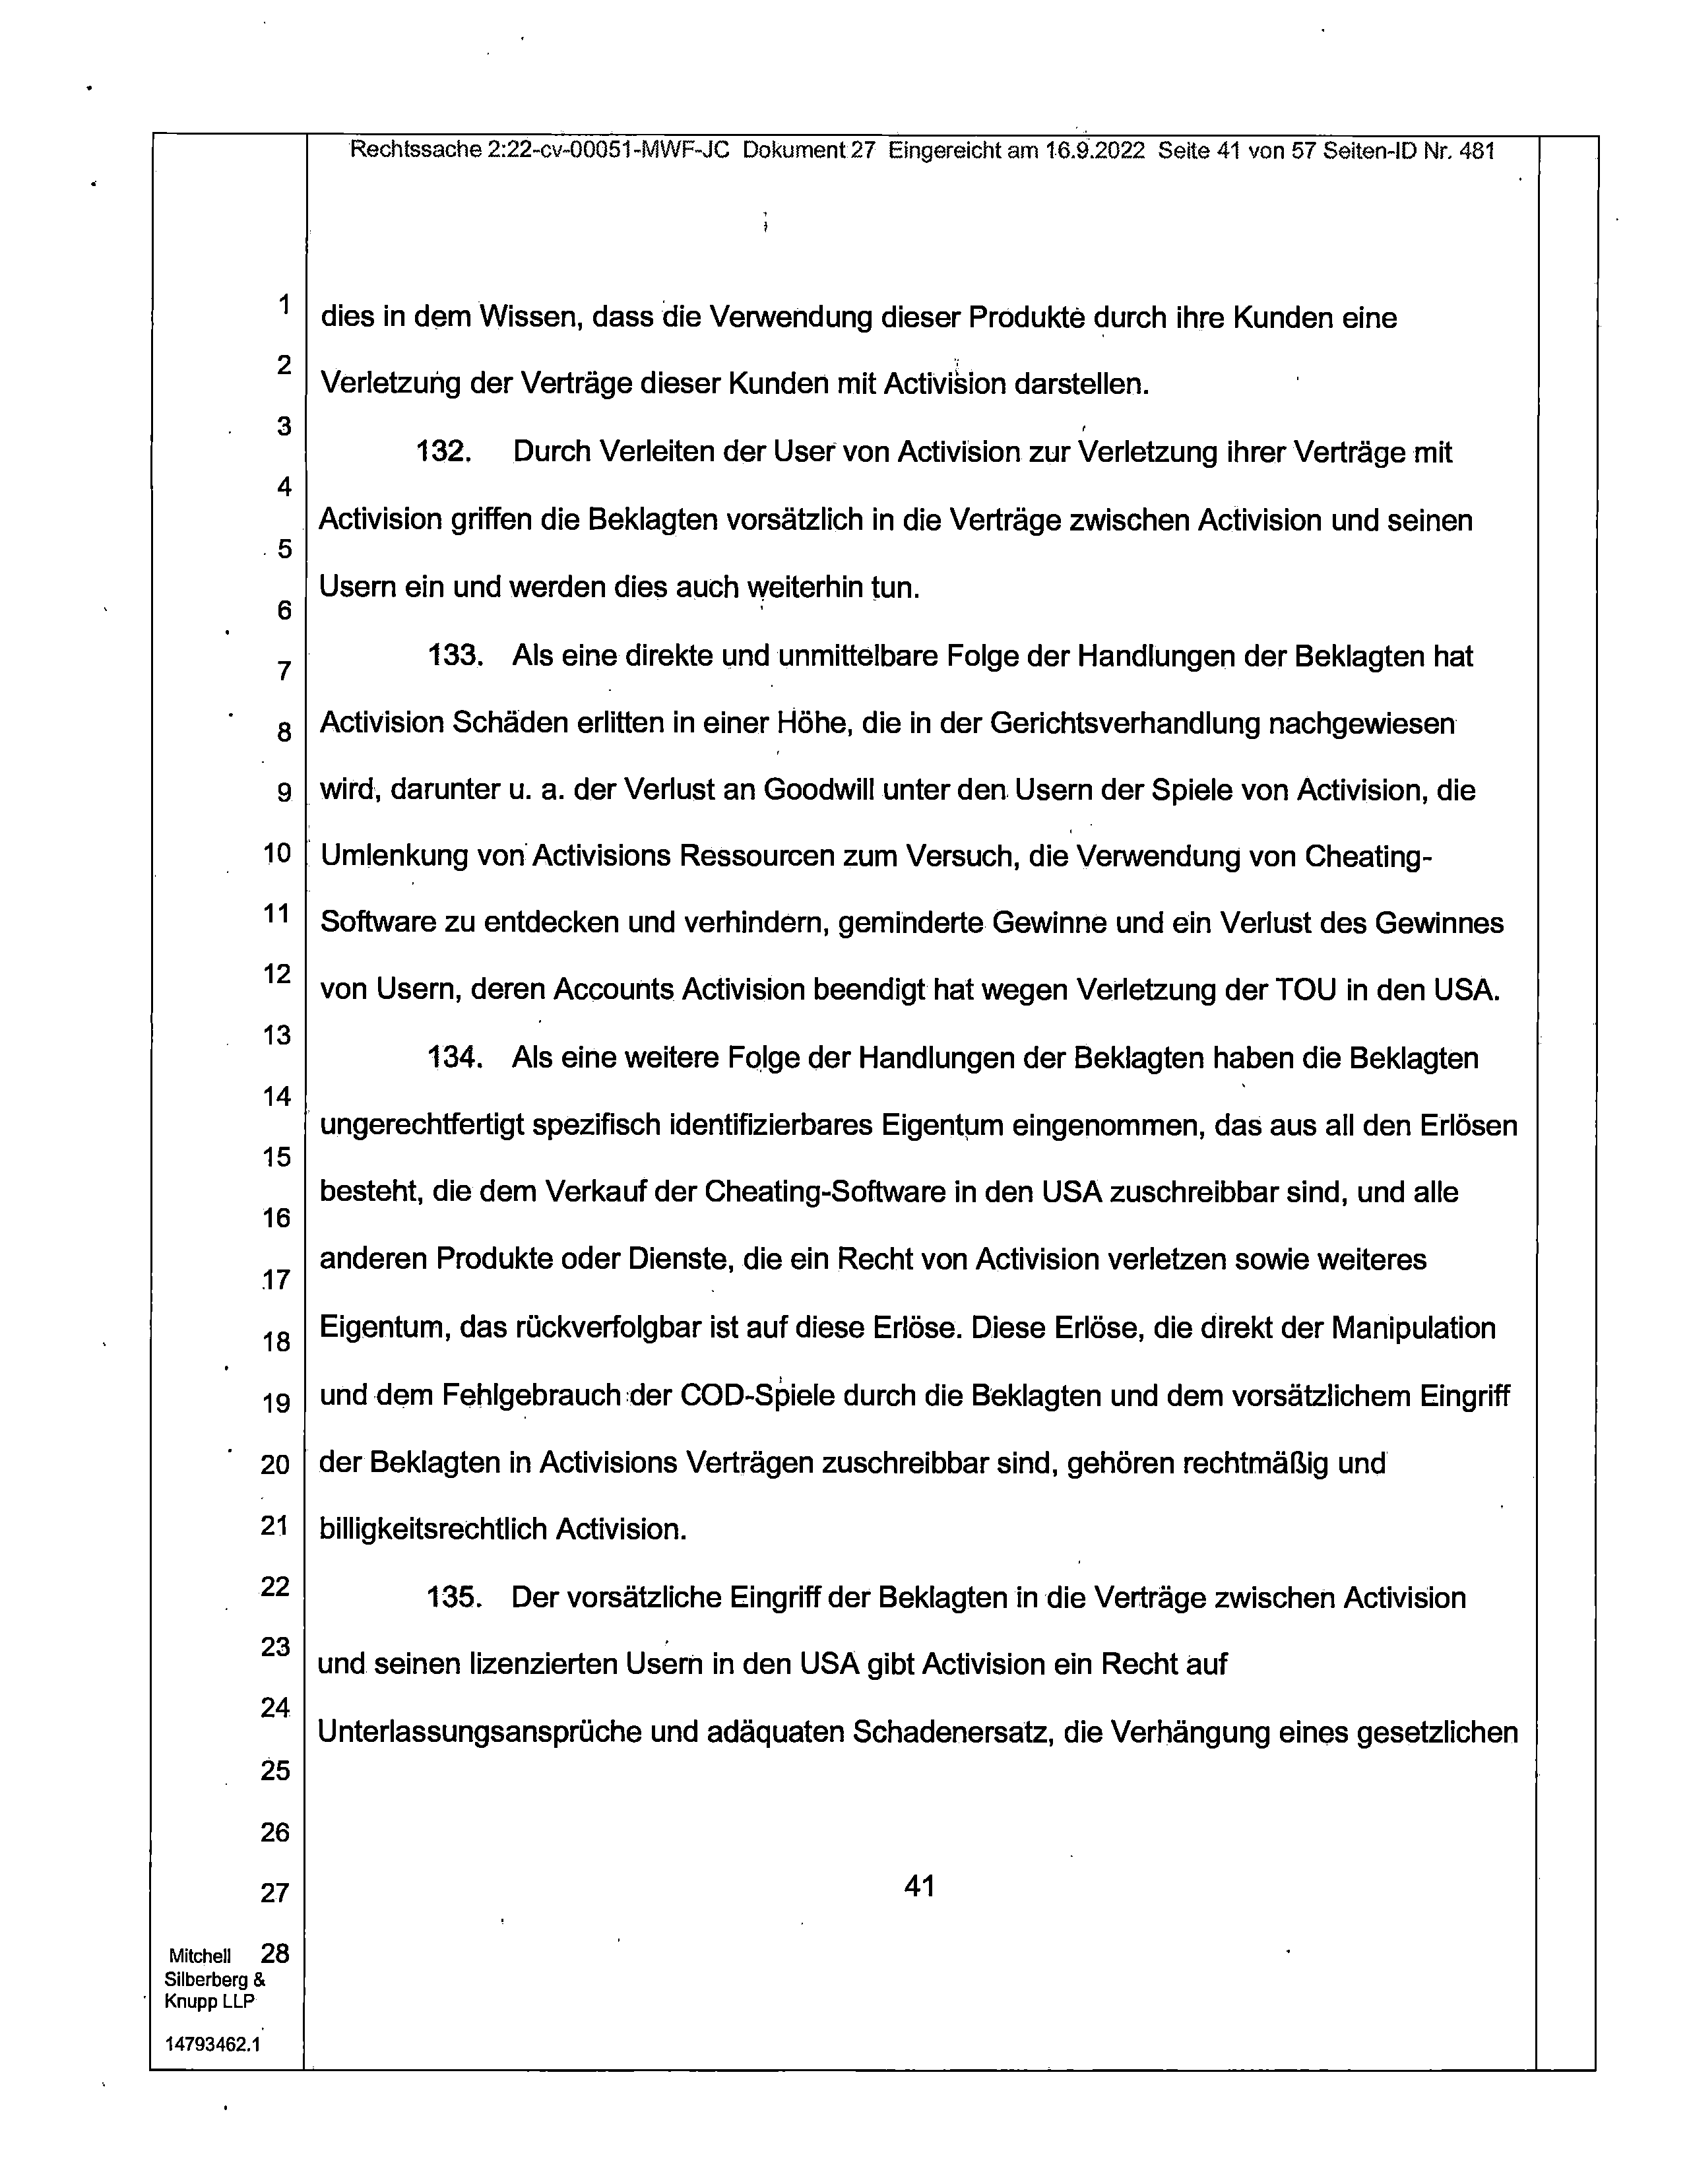 Rechtssache 2:22-cv-00051-MWF-JC Dokument 27 Eingereicht am 16.9.2022 Seite 41 von 57 Seiten-ID Nr. 481
1 dies in dem Wissen, dass die Verwendung dieser Produkte durch ihre Kunden eine
2 Verletzung der Verträge dieser Kunden mit Activision darstellen.
3 132. Durch Verleiten der User von Activision zur Verletzung ihrer Verträge mit
4 Activision griffen die Beklagten vorsätzlich in die Verträge zwischen Activision und seinen
5 Usern ein und werden dies auch weiterhin tun.
6
7 133. Als eine direkte und unmittelbare Folge der Handlungen der Beklagten hat
8 Activision Schäden erlitten in einer Höhe, die in der Gerichtsverhandlung nachgewiesen
9 wird, darunter u. a. der Verlust an Goodwill unter den Usern der Spiele von Activision, die
10 Umlenkung von Activisions Ressourcen zum Versuch, die Verwendung von Cheating-
11 Software zu entdecken und verhindern, geminderte Gewinne und ein Verlust des Gewinnes
12 von Usern, deren Accounts Activision beendigt hat wegen Verletzung der TOU in den USA.
13 134. Als eine weitere Folge der Handlungen der Beklagten haben die Beklagten
14 ungerechtfertigt spezifisch identifizierbares Eigentum eingenommen, das aus all den Erlösen
15 besteht, die dem Verkauf der Cheating-Software in den USA zuschreibbar sind, und alle
16 anderen Produkte oder Dienste, die ein Recht von Activision verletzen sowie weiteres
17
18 Eigentum, das rückverfolgbar ist auf diese Erlöse. Diese Erlöse, die direkt der Manipulation
19 und dem Fehlgebrauch der COD-Spiele durch die Beklagten und dem vorsätzlichem Eingriff
20 der Beklagten in Activisions Verträgen zuschreibbar sind, gehören rechtmäßig und
21 billigkeitsrechtlich Activision.
22 135. Der vorsätzliche Eingriff der Beklagten in die Verträge zwischen Activision
23 und seinen lizenzierten Usern in den USA gibt Activision ein Recht auf
24 Unterlassungsansprüche und adäquaten Schadenersatz, die Verhängung eines gesetzlichen
25
26
27 41
Mitchell 28
Silberberg &
Knupp LLP
14793462.1